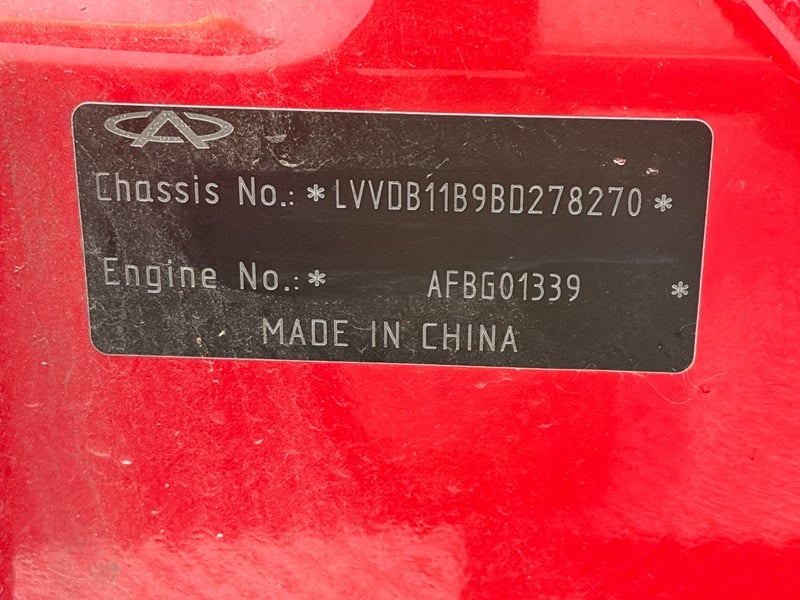 Chassis No.: *LVVDB11B9BD278270*
Engine No.:* AFBG01339 *
MADE IN CHINA